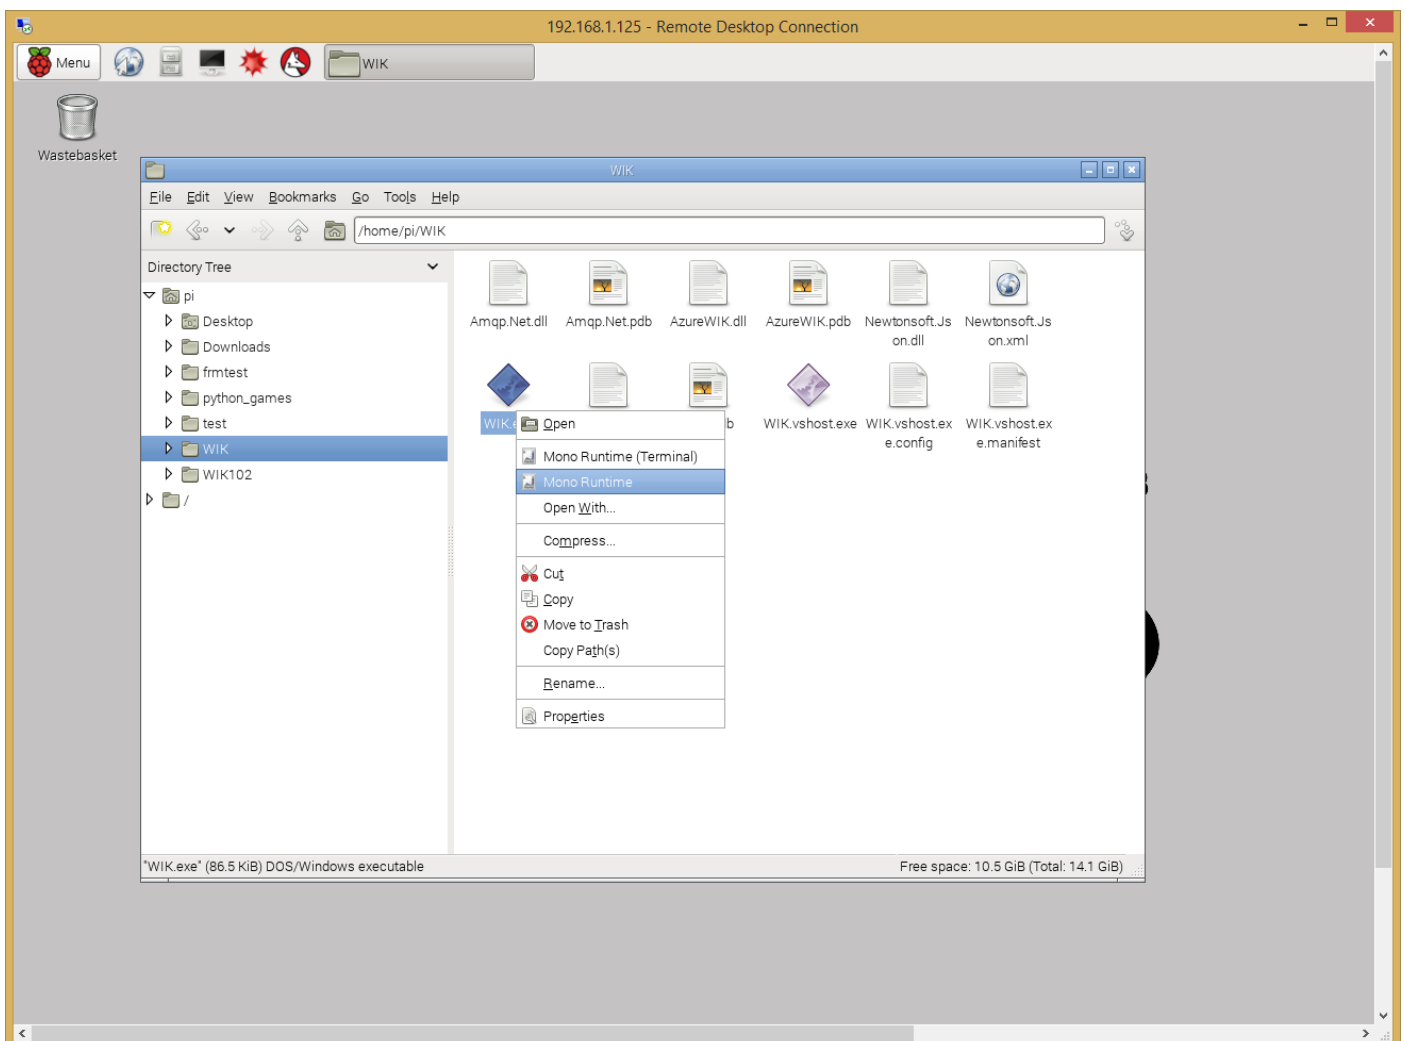 192.168.1.125 - Remote Desktop Connection
Menu
WIK
Wastebasket
WIK
File Edit View Bookmarks Go Tools Help
/home/pi/WIK
Directory Tree
pi
Desktop
Downloads
frmtest
python_games
test
WIK
WIK102
/
Amqp.Net.dll Amqp.Net.pdb AzureWIK.dll AzureWIK.pdb Newtonsoft.Js Newtonsoft.Js
on.dll on.xml
WIK.e b WIK.vshost.exe WIK.vshost.ex WIK.vshost.ex
e.config e.manifest
Open
Mono Runtime (Terminal)
Mono Runtime
Open With...
Compress...
Cut
Copy
Move to Trash
Copy Path(s)
Rename...
Properties
"WIK.exe" (86.5 KiB) DOS/Windows executable Free space: 10.5 GiB (Total: 14.1 GiB)